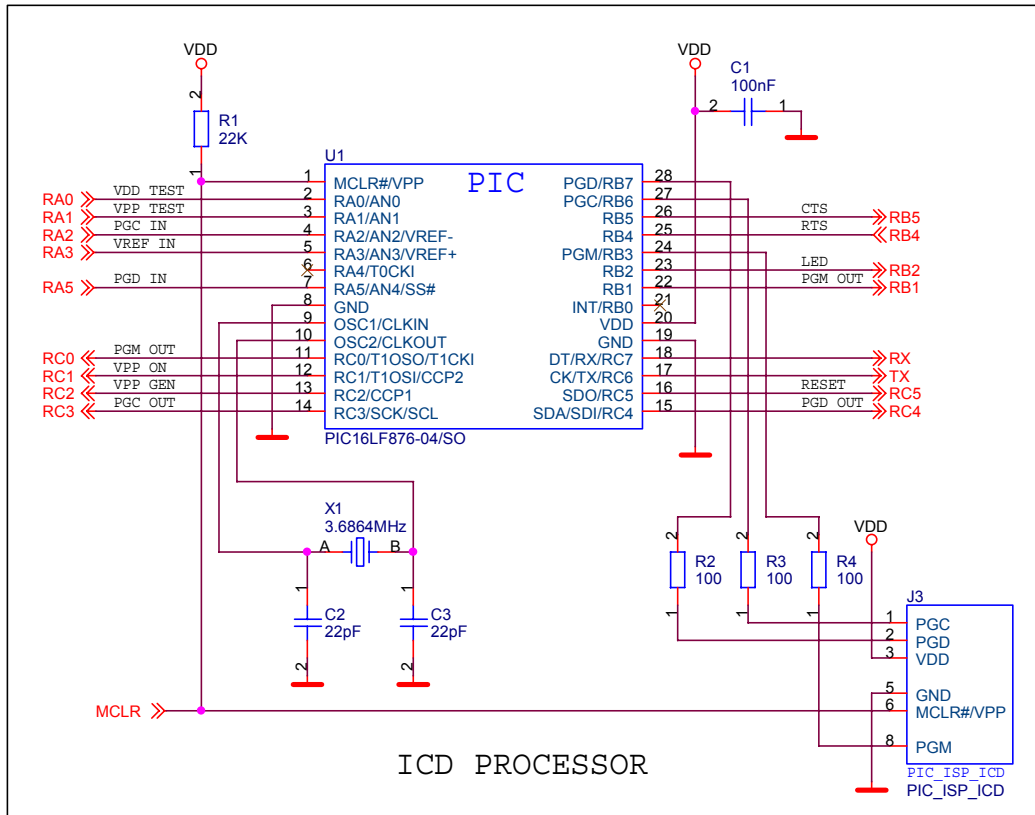 VDD
VDD
C1
100nF
2
1
2
R1
22K
1
U1
PIC
RA0 VDD TEST
RA1 VPP TEST
RA2 PGC IN
RA3 VREF IN
RA5 PGD IN
RC0 PGM OUT
RC1 VPP ON
RC2 VPP GEN
RC3 PGC OUT
1 MCLR#/VPP
2 RA0/AN0
3 RA1/AN1
4 RA2/AN2/VREF-
5 RA3/AN3/VREF+
6 RA4/T0CKI
7 RA5/AN4/SS#
8 GND
9 OSC1/CLKIN
10 OSC2/CLKOUT
11 RC0/T1OSO/T1CKI
12 RC1/T1OSI/CCP2
13 RC2/CCP1
14 RC3/SCK/SCL
PGD/RB7 28
PGC/RB6 27
RB5 26 CTS RB5
RB4 25 RTS RB4
PGM/RB3 24
RB2 23 LED RB2
RB1 22 PGM OUT RB1
INT/RB0 21
VDD 20
GND 19
DT/RX/RC7 18 RX
CK/TX/RC6 17 TX
SDO/RC5 16 RESET RC5
SDA/SDI/RC4 15 PGD OUT RC4
PIC16LF876-04/SO
X1
3.6864MHz
A B
1
C2
22pF
2
1
C3
22pF
2
2
R2
100
1
2
R3
100
1
2
R4
100
1
VDD
J3
1 PGC
2 PGD
3 VDD
5 GND
6 MCLR#/VPP
8 PGM
PIC_ISP_ICD
PIC_ISP_ICD
MCLR
ICD PROCESSOR